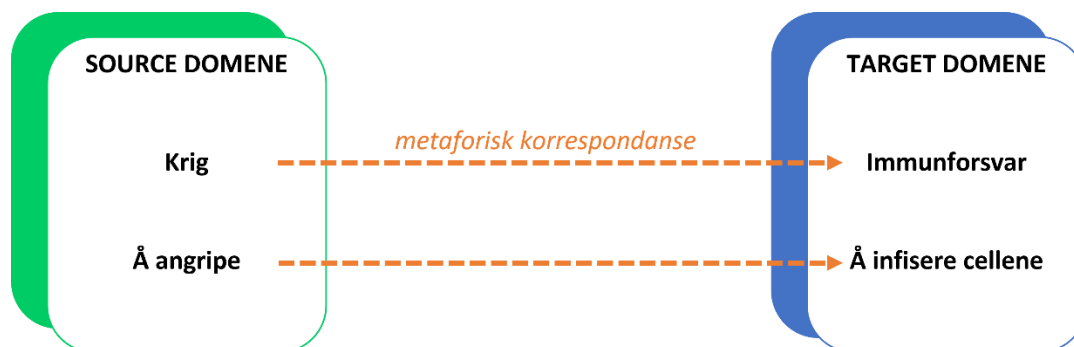 SOURCE DOMENE
TARGET DOMENE
metaforisk korrespondanse
Krig
Immunforsvar
Å angripe
Å infisere cellene